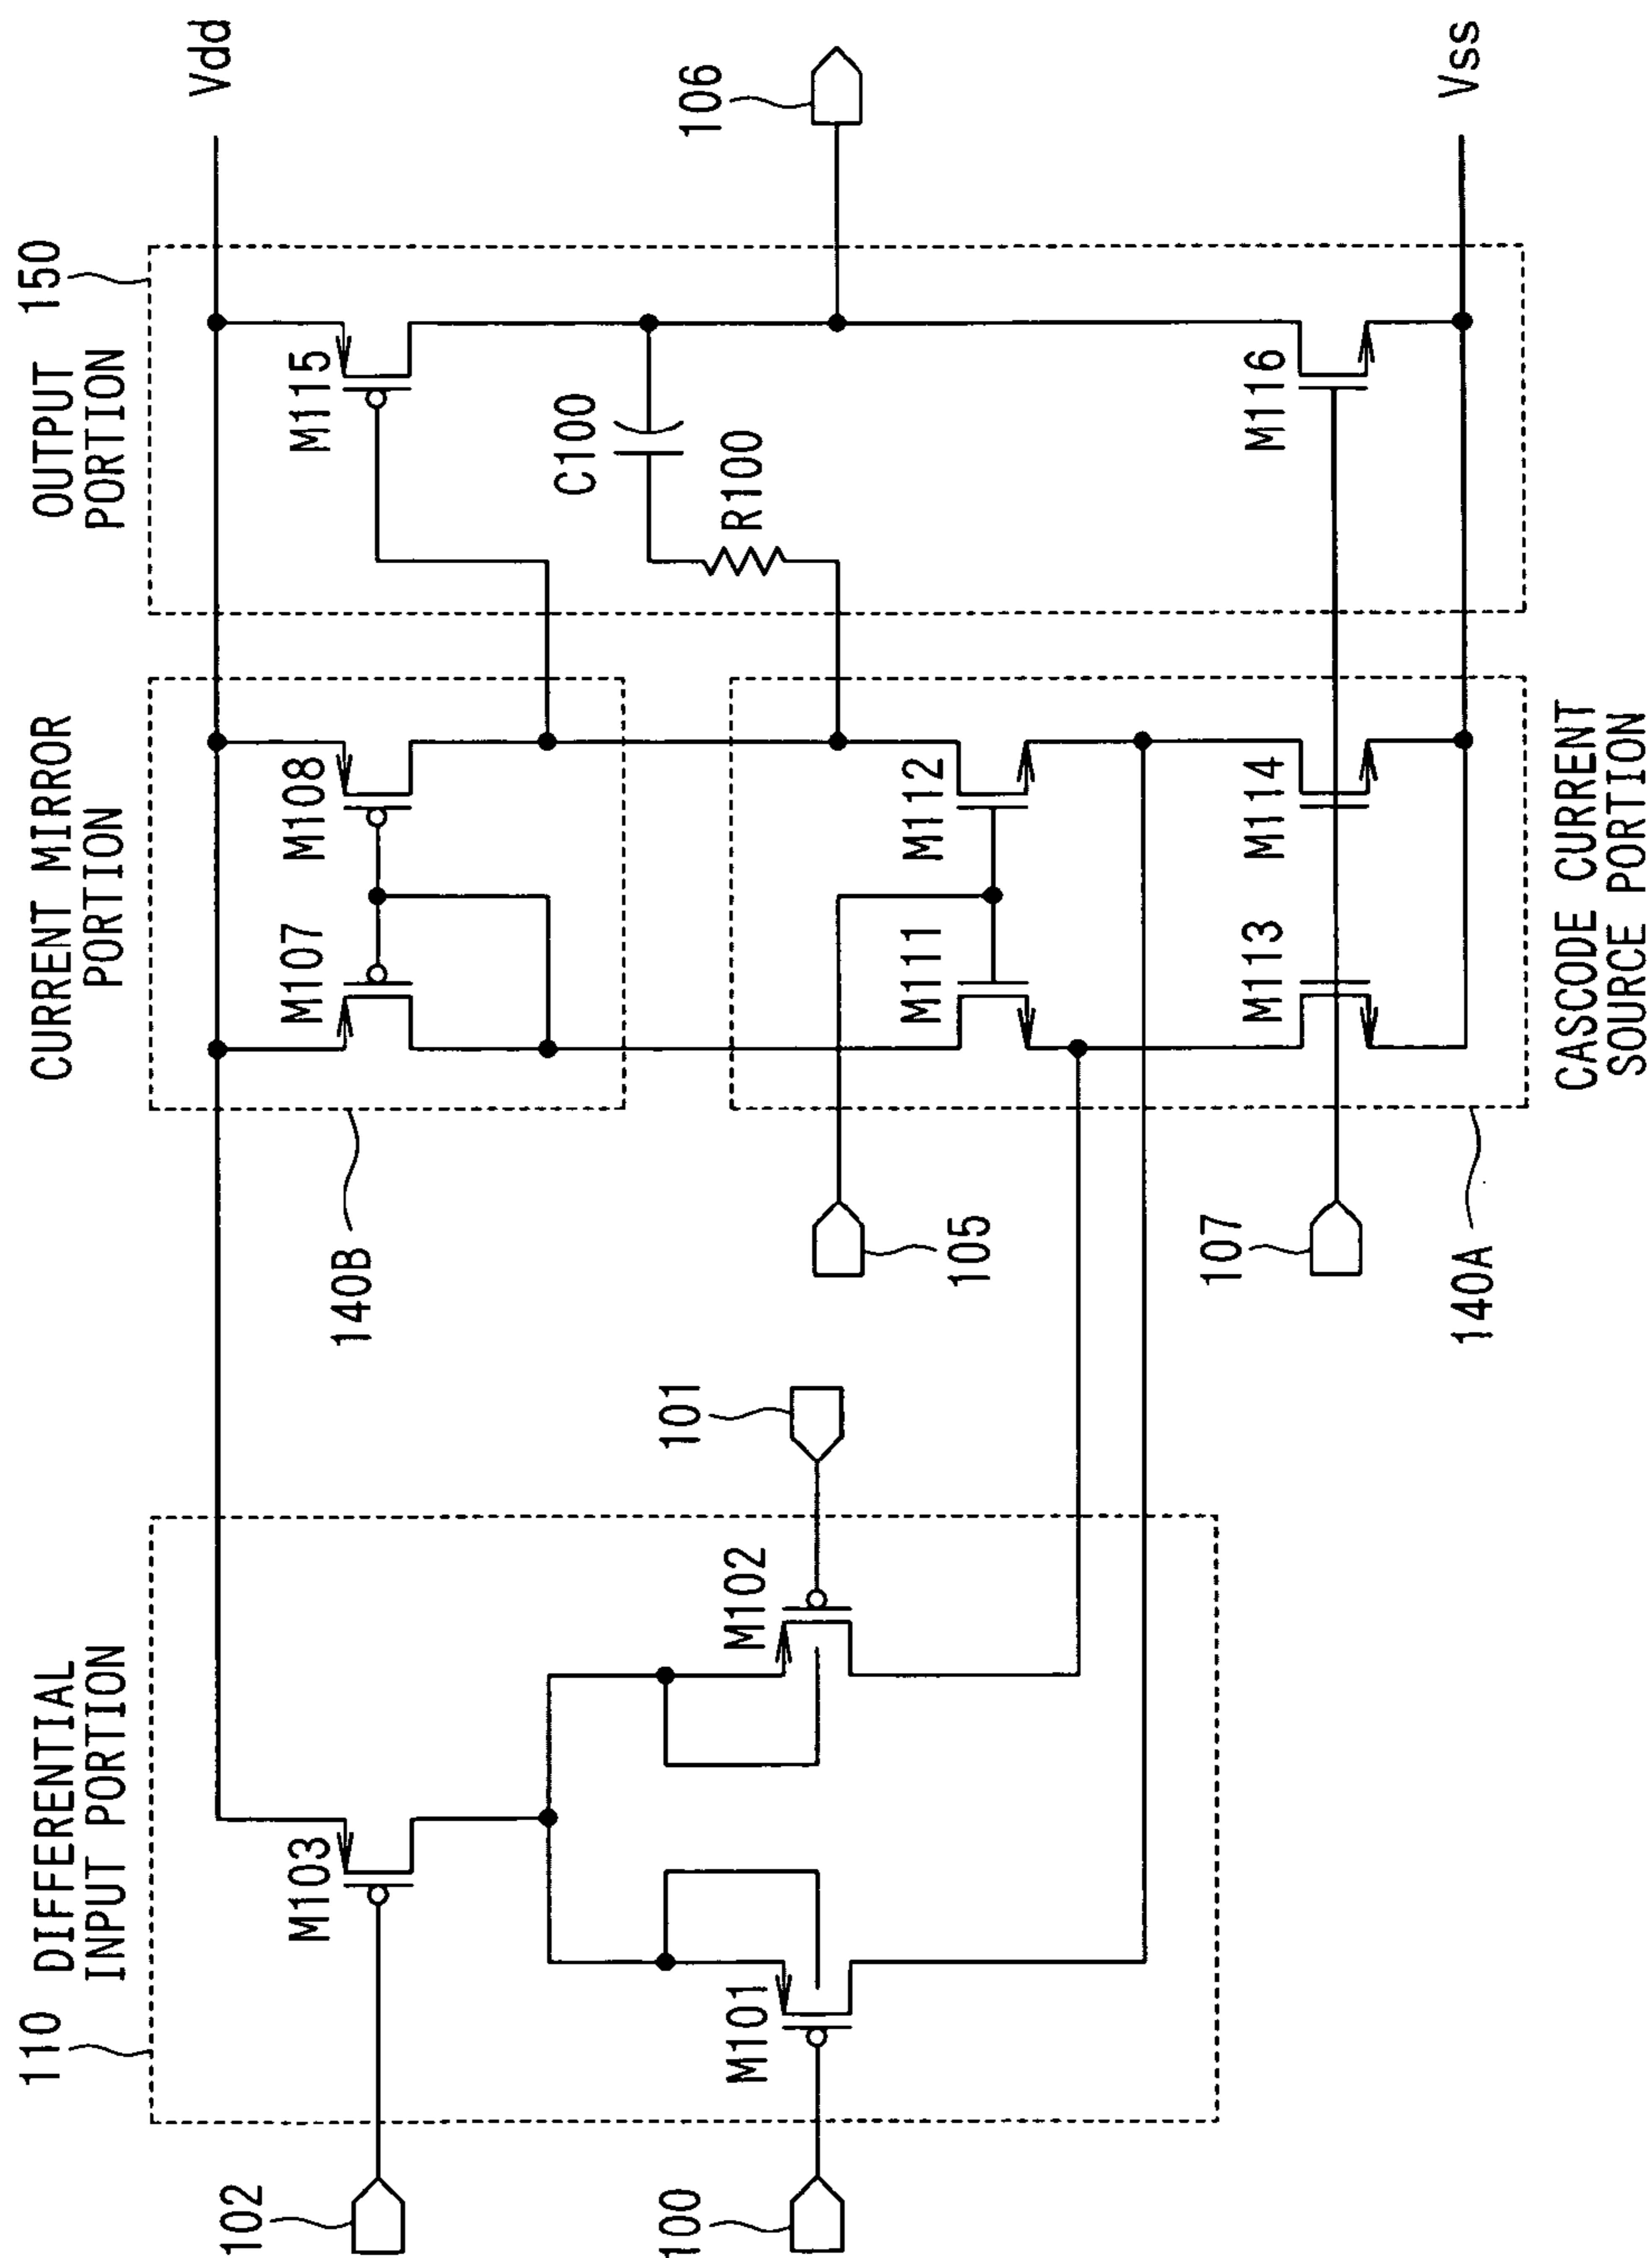 110 DIFFERENTIAL
INPUT PORTION
CURRENT MIRROR
PORTION
OUTPUT 150
PORTION
Vdd
102
M103
140B
M107
M108
M115
C100
R100
106
100
M101
M102
101
105
M111
M112
107
M113
M114
M116
140A
Vss
CASCODE CURRENT
SOURCE PORTION